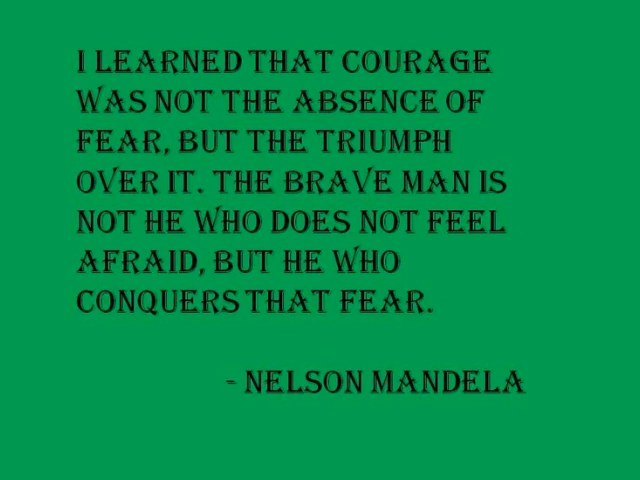 I LEARNED THAT COURAGE
WAS NOT THE ABSENCE OF
FEAR, BUT THE TRIUMPH
OVER IT. THE BRAVE MAN IS
NOT HE WHO DOES NOT FEEL
AFRAID, BUT HE WHO
CONQUERS THAT FEAR.
- NELSON MANDELA